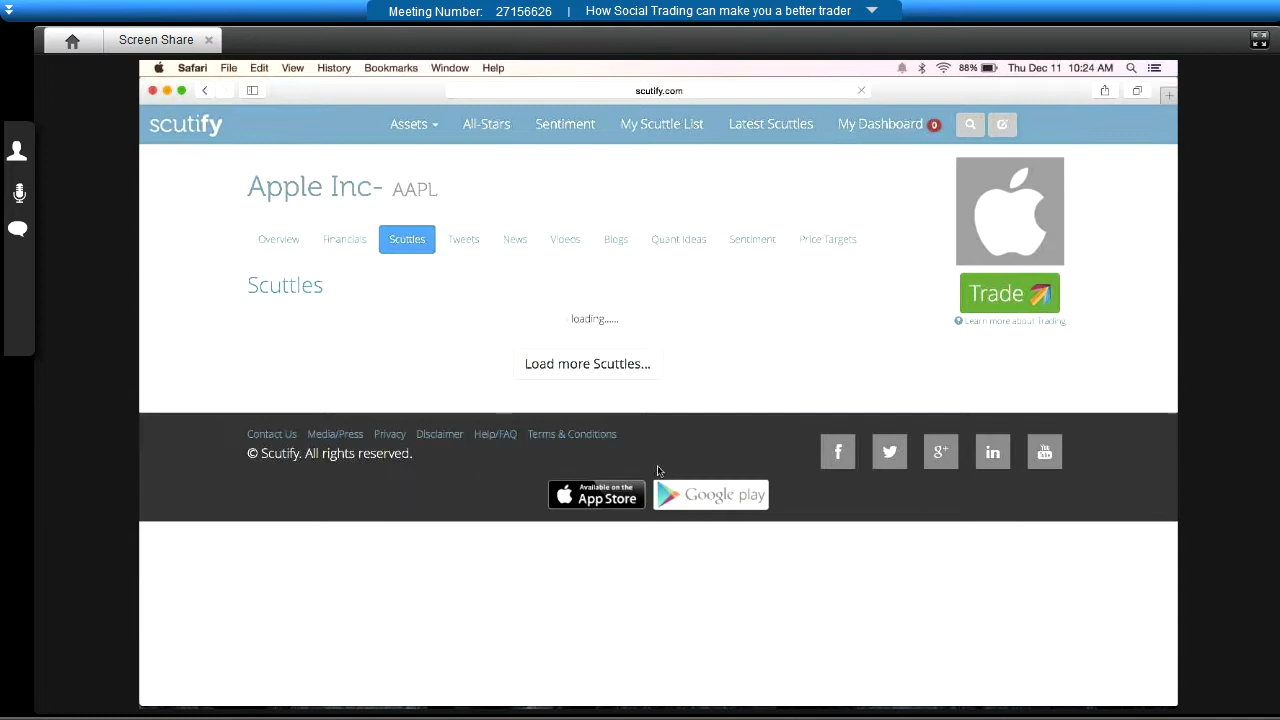 Meeting Number: 27156626 | How Social Trading can make you a better trader
Screen Share
Safari File Edit View History Bookmarks Window Help 88% Thu Dec 11 10:24 AM
scutify.com
scutify Assets All-Stars Sentiment My Scuttle List Latest Scuttles My Dashboard 0
Apple Inc- AAPL
Overview Financials Scuttles Tweets News Videos Blogs Quant Ideas Sentiment Price Targets
Scuttles
Trade
Learn more about Trading
loading......
Load more Scuttles...
Contact Us Media/Press Privacy Disclaimer Help/FAQ Terms & Conditions
© Scutify. All rights reserved.
f g+ in You Tube
Available on the
App Store
Google play